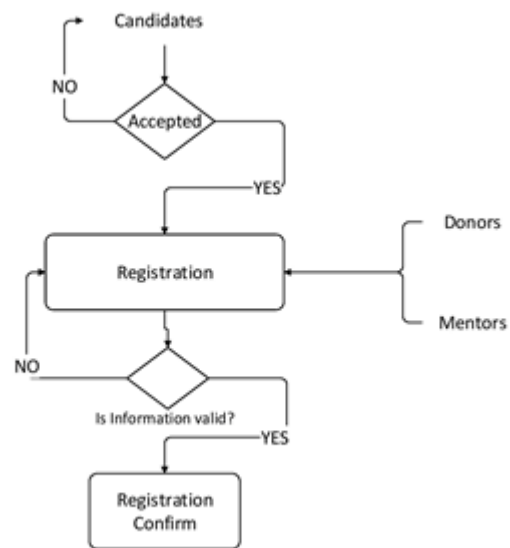 Candidates
NO
Accepted
YES
Donors
Registration
Mentors
NO
Is Information valid?
YES
Registration
Confirm